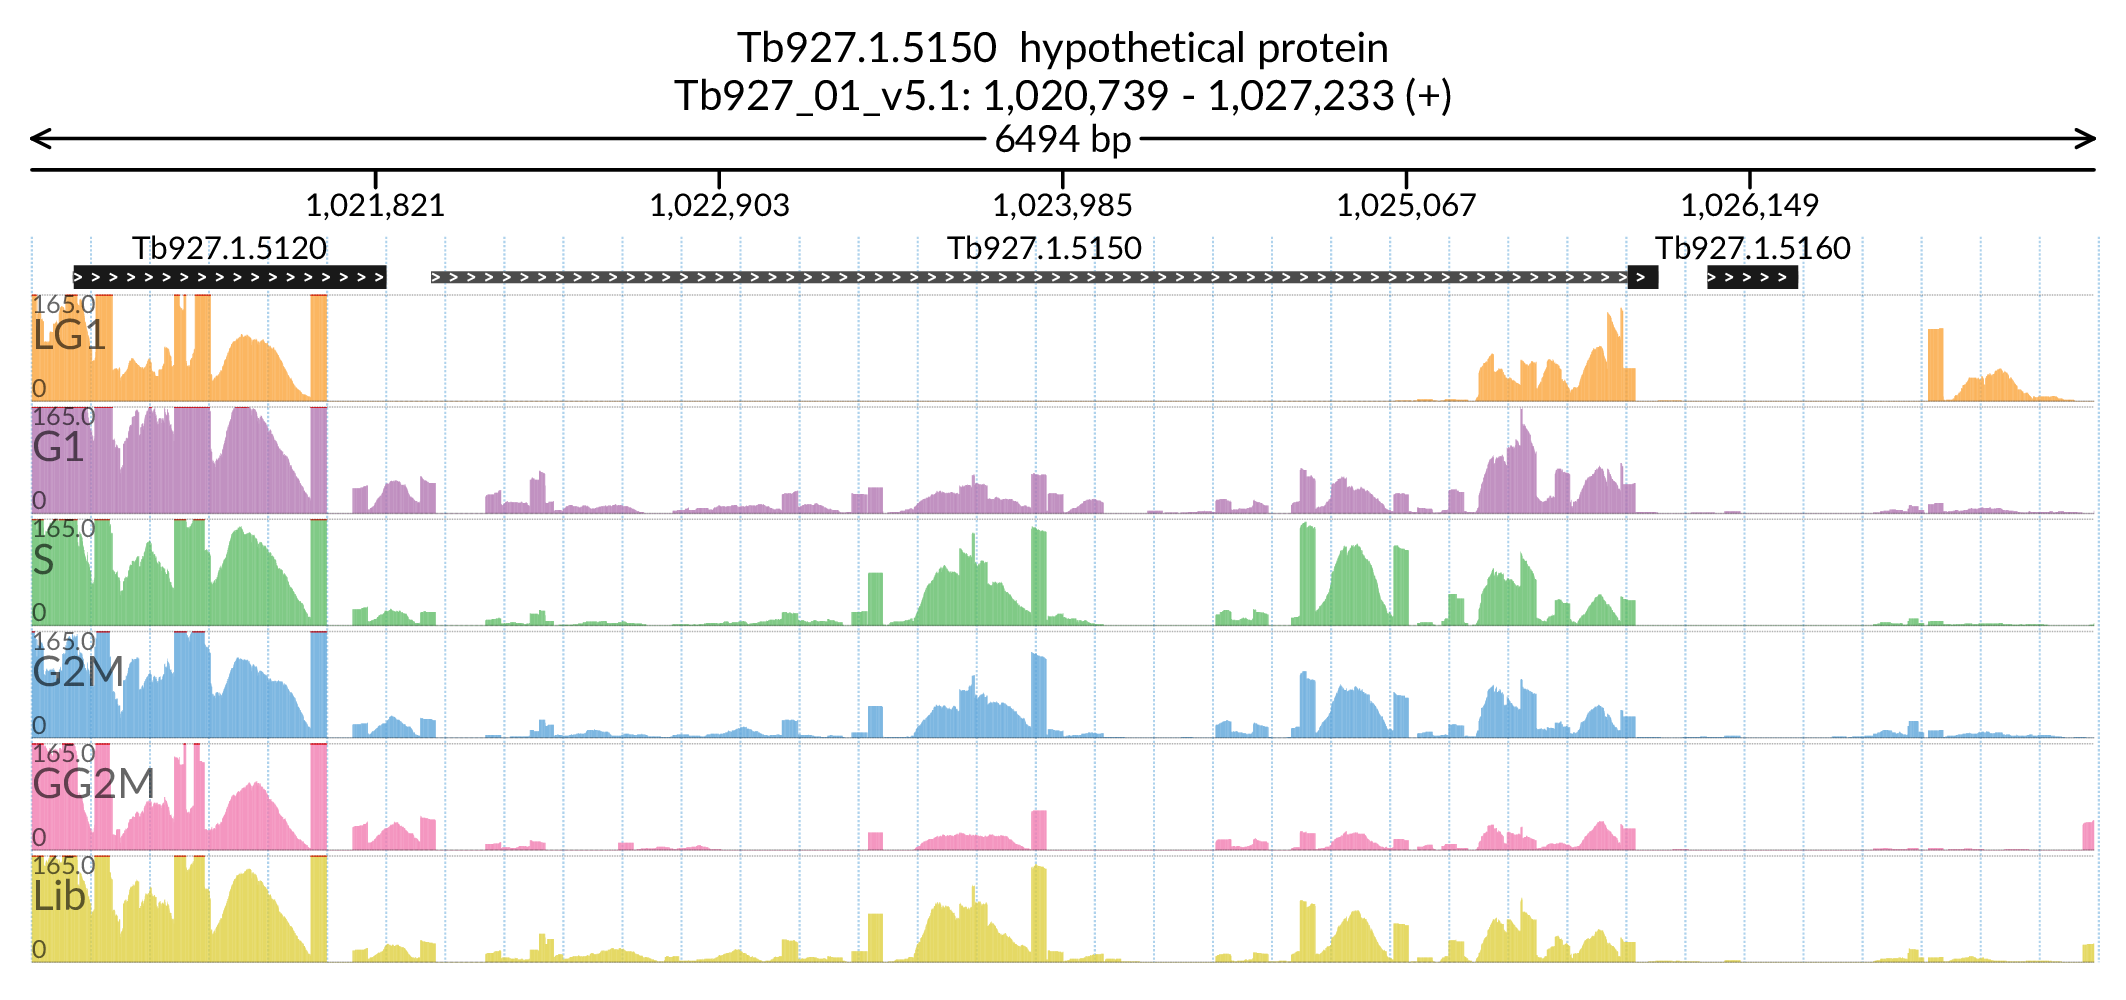 Tb927.1.5150 hypothetical protein
Tb927_01_v5.1: 1,020,739 - 1,027,233 (+)
6494 bp
1,021,821 1,022,903 1,023,985 1,025,067 1,026,149
Tb927.1.5120 Tb927.1.5150 Tb927.1.5160
165.0
LG1
0
165.0
G1
0
165.0
S
0
165.0
G2M
0
165.0
GG2M
0
165.0
Lib
0